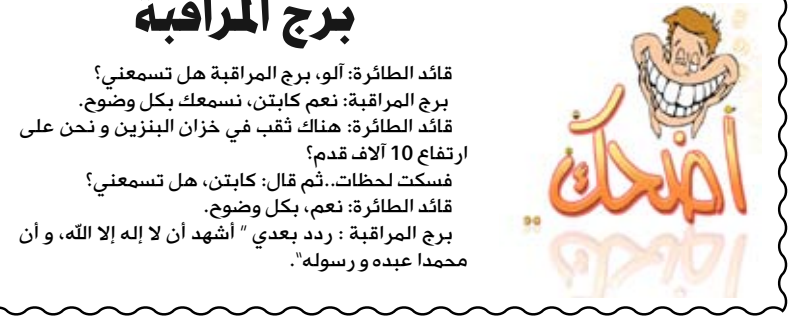 برج المراقبة
قائد الطائرة: آلو، برج المراقبة هل تسمعني؟
برج المراقبة: نعم كابتن، نسمعك بكل وضوح.
قائد الطائرة: هناك ثقب في خزان البنزين و نحن على
ارتفاع 10 آلاف قدم؟
فسكت لحظات..ثم قال: كابتن، هل تسمعني؟
قائد الطائرة: نعم، بكل وضوح.
برج المراقبة : ردد بعدي " أشهد أن لا إله إلا الله، و أن
محمدا عبده و رسوله".
أضحك ..